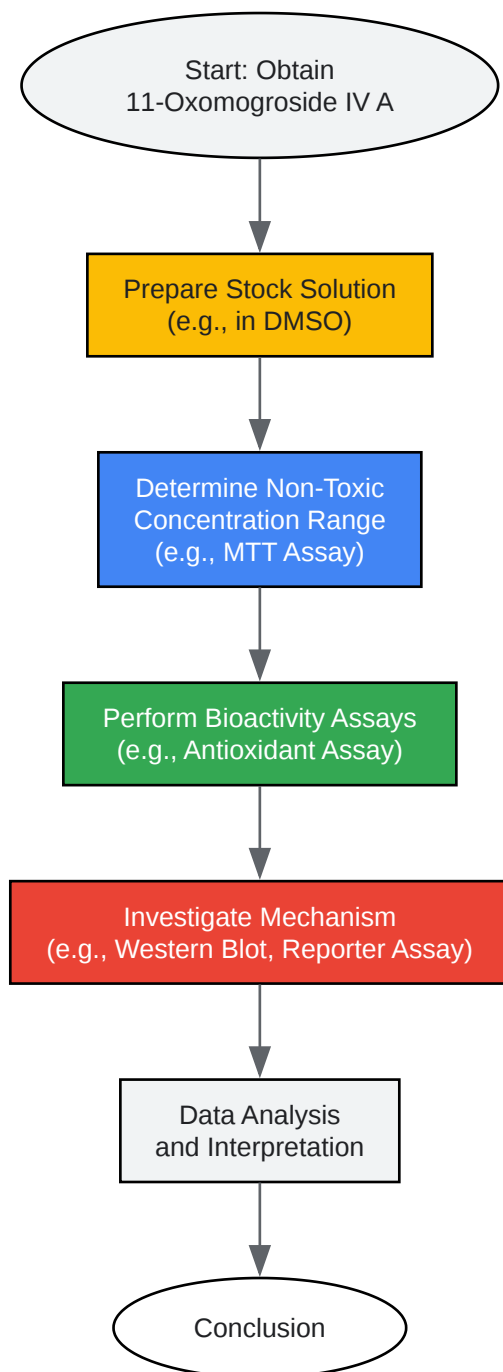 Start: Obtain
11-Oxomogroside IV A
Prepare Stock Solution
(e.g., in DMSO)
Determine Non-Toxic
Concentration Range
(e.g., MTT Assay)
Perform Bioactivity Assays
(e.g., Antioxidant Assay)
Investigate Mechanism
(e.g., Western Blot, Reporter Assay)
Data Analysis
and Interpretation
Conclusion